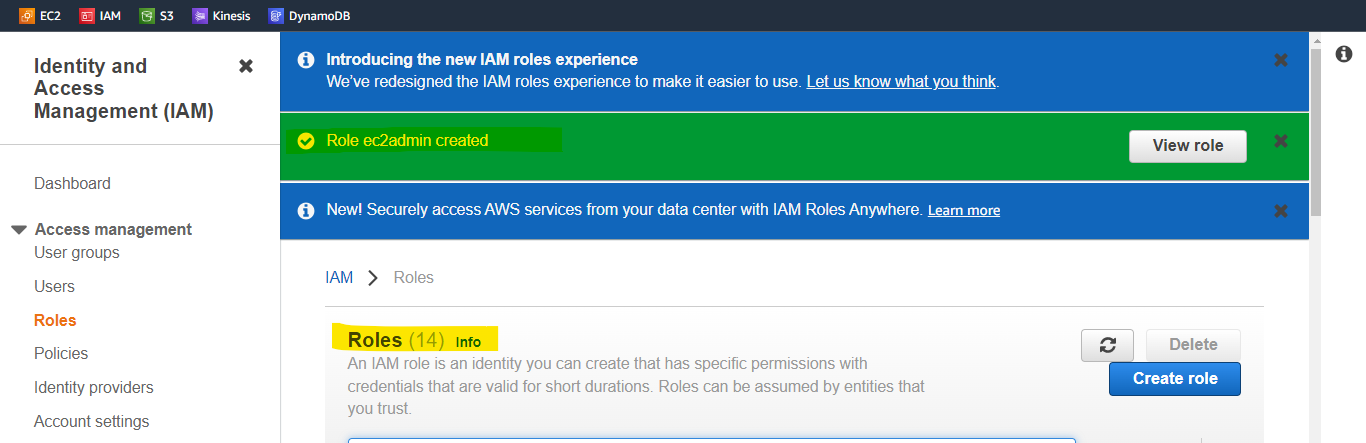 EC2 IAM S3 Kinesis DynamoDB
Identity and
Access
Management (IAM)
Dashboard
Access management
User groups
Users
Roles
Policies
Identity providers
Account settings
Introducing the new IAM roles experience
We've redesigned the IAM roles experience to make it easier to use. Let us know what you think.
Role ec2admin created
View role
New! Securely access AWS services from your data center with IAM Roles Anywhere. Learn more
IAM Roles
Roles (14) Info
An IAM role is an identity you can create that has specific permissions with
credentials that are valid for short durations. Roles can be assumed by entities that
you trust.
Delete
Create role